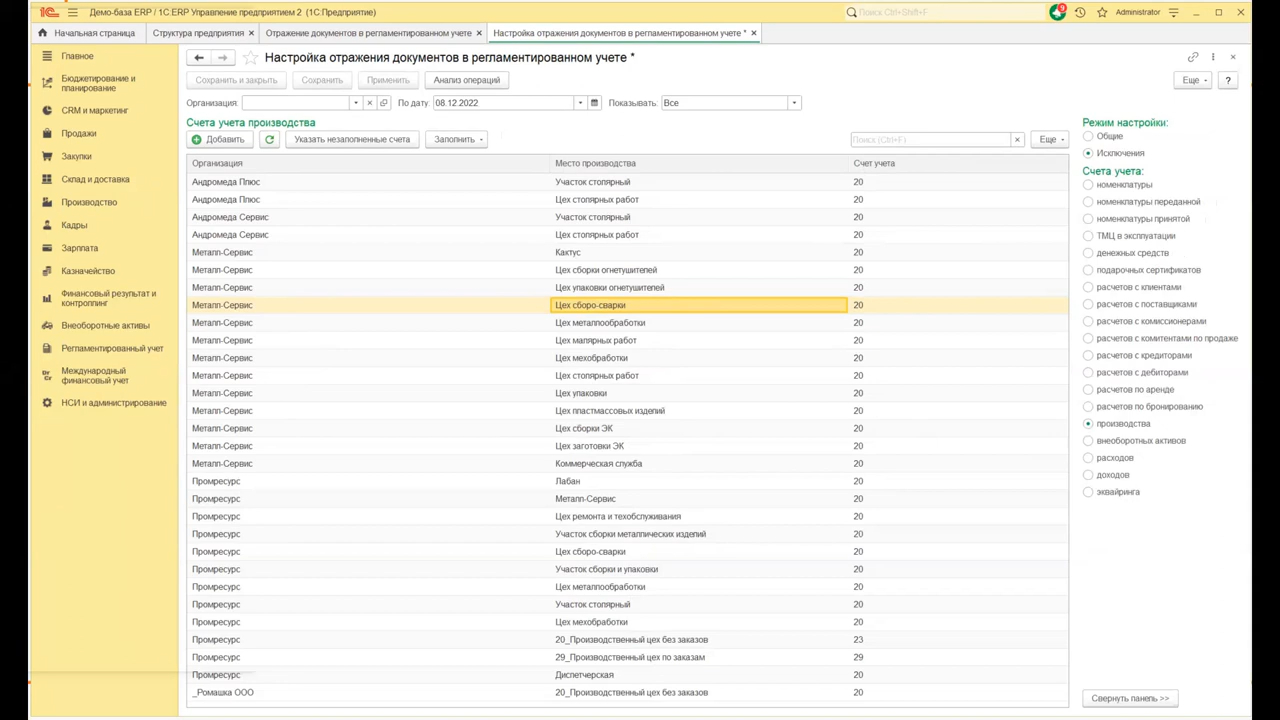 1С Демо-база ERP / 1С:ERP Управление предприятием 2 (1С:Предприятие) Поиск Ctrl+Shift+F 9 Administrator
Начальная страница Структура предприятия × Отражение документов в регламентированном учете × Настройка отражения документов в регламентированном учете * ×
Главное
Бюджетирование и планирование
CRM и маркетинг
Продажи
Закупки
Склад и доставка
Производство
Кадры
Зарплата
Казначейство
Финансовый результат и контроллинг
Внеоборотные активы
Регламентированный учет
Международный финансовый учет
НСИ и администрирование
Настройка отражения документов в регламентированном учете *
Сохранить и закрыть Сохранить Применить Анализ операций Еще ?
Организация: По дату: 08.12.2022 Показывать: Все
Счета учета производства
Добавить Указать незаполненные счета Заполнить Поиск (Ctrl+F) × Еще
Организация Место производства Счет учета
Андромеда Плюс Участок столярный 20
Андромеда Плюс Цех столярных работ 20
Андромеда Сервис Участок столярный 20
Андромеда Сервис Цех столярных работ 20
Металл-Сервис Кактус 20
Металл-Сервис Цех сборки огнетушителей 20
Металл-Сервис Цех упаковки огнетушителей 20
Металл-Сервис Цех сборо-сварки 20
Металл-Сервис Цех металлообработки 20
Металл-Сервис Цех малярных работ 20
Металл-Сервис Цех мехобработки 20
Металл-Сервис Цех столярных работ 20
Металл-Сервис Цех упаковки 20
Металл-Сервис Цех пластмассовых изделий 20
Металл-Сервис Цех сборки ЭК 20
Металл-Сервис Цех заготовки ЭК 20
Металл-Сервис Коммерческая служба 20
Промресурс Лабан 20
Промресурс Металл-Сервис 20
Промресурс Цех ремонта и техобслуживания 20
Промресурс Участок сборки металлических изделий 20
Промресурс Цех сборо-сварки 20
Промресурс Участок сборки и упаковки 20
Промресурс Цех металлообработки 20
Промресурс Участок столярный 20
Промресурс Цех мехобработки 20
Промресурс 20_Производственный цех без заказов 23
Промресурс 29_Производственный цех по заказам 29
Промресурс Диспетчерская 20
_Ромашка ООО 20_Производственный цех без заказов 20
Режим настройки:
Общие
Исключения
Счета учета:
номенклатуры
номенклатуры переданной
номенклатуры принятой
ТМЦ в эксплуатации
денежных средств
подарочных сертификатов
расчетов с клиентами
расчетов с поставщиками
расчетов с комиссионерами
расчетов с комитентами по продаже
расчетов с кредиторами
расчетов с дебиторами
расчетов по аренде
расчетов по бронированию
производства
внеоборотных активов
расходов
доходов
эквайринга
Свернуть панель >>